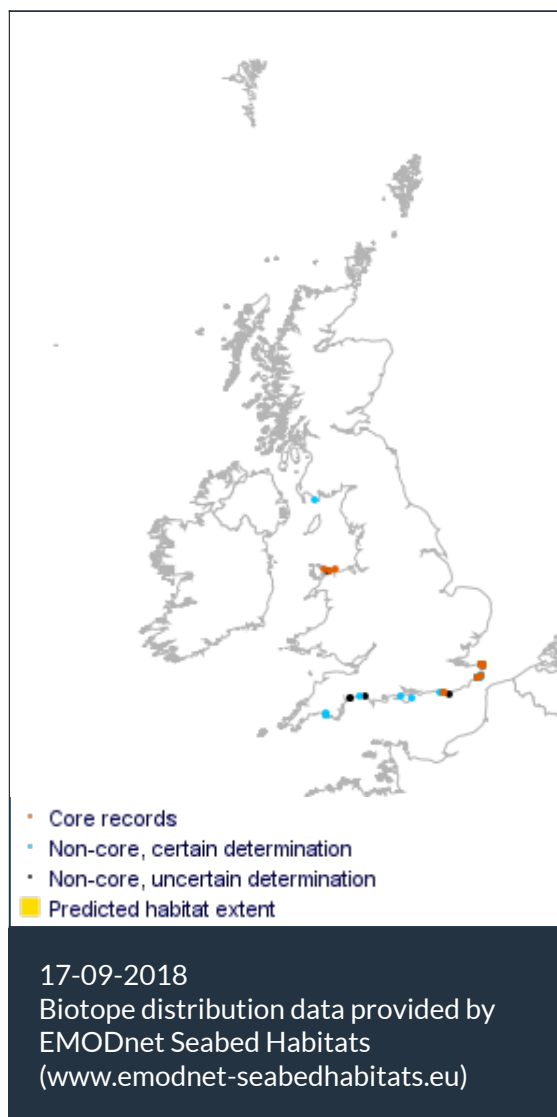 Core records
Non-core, certain determination
Non-core, uncertain determination
Predicted habitat extent
17-09-2018
Biotope distribution data provided by
EMODnet Seabed Habitats
(www.emodnet-seabedhabitats.eu)